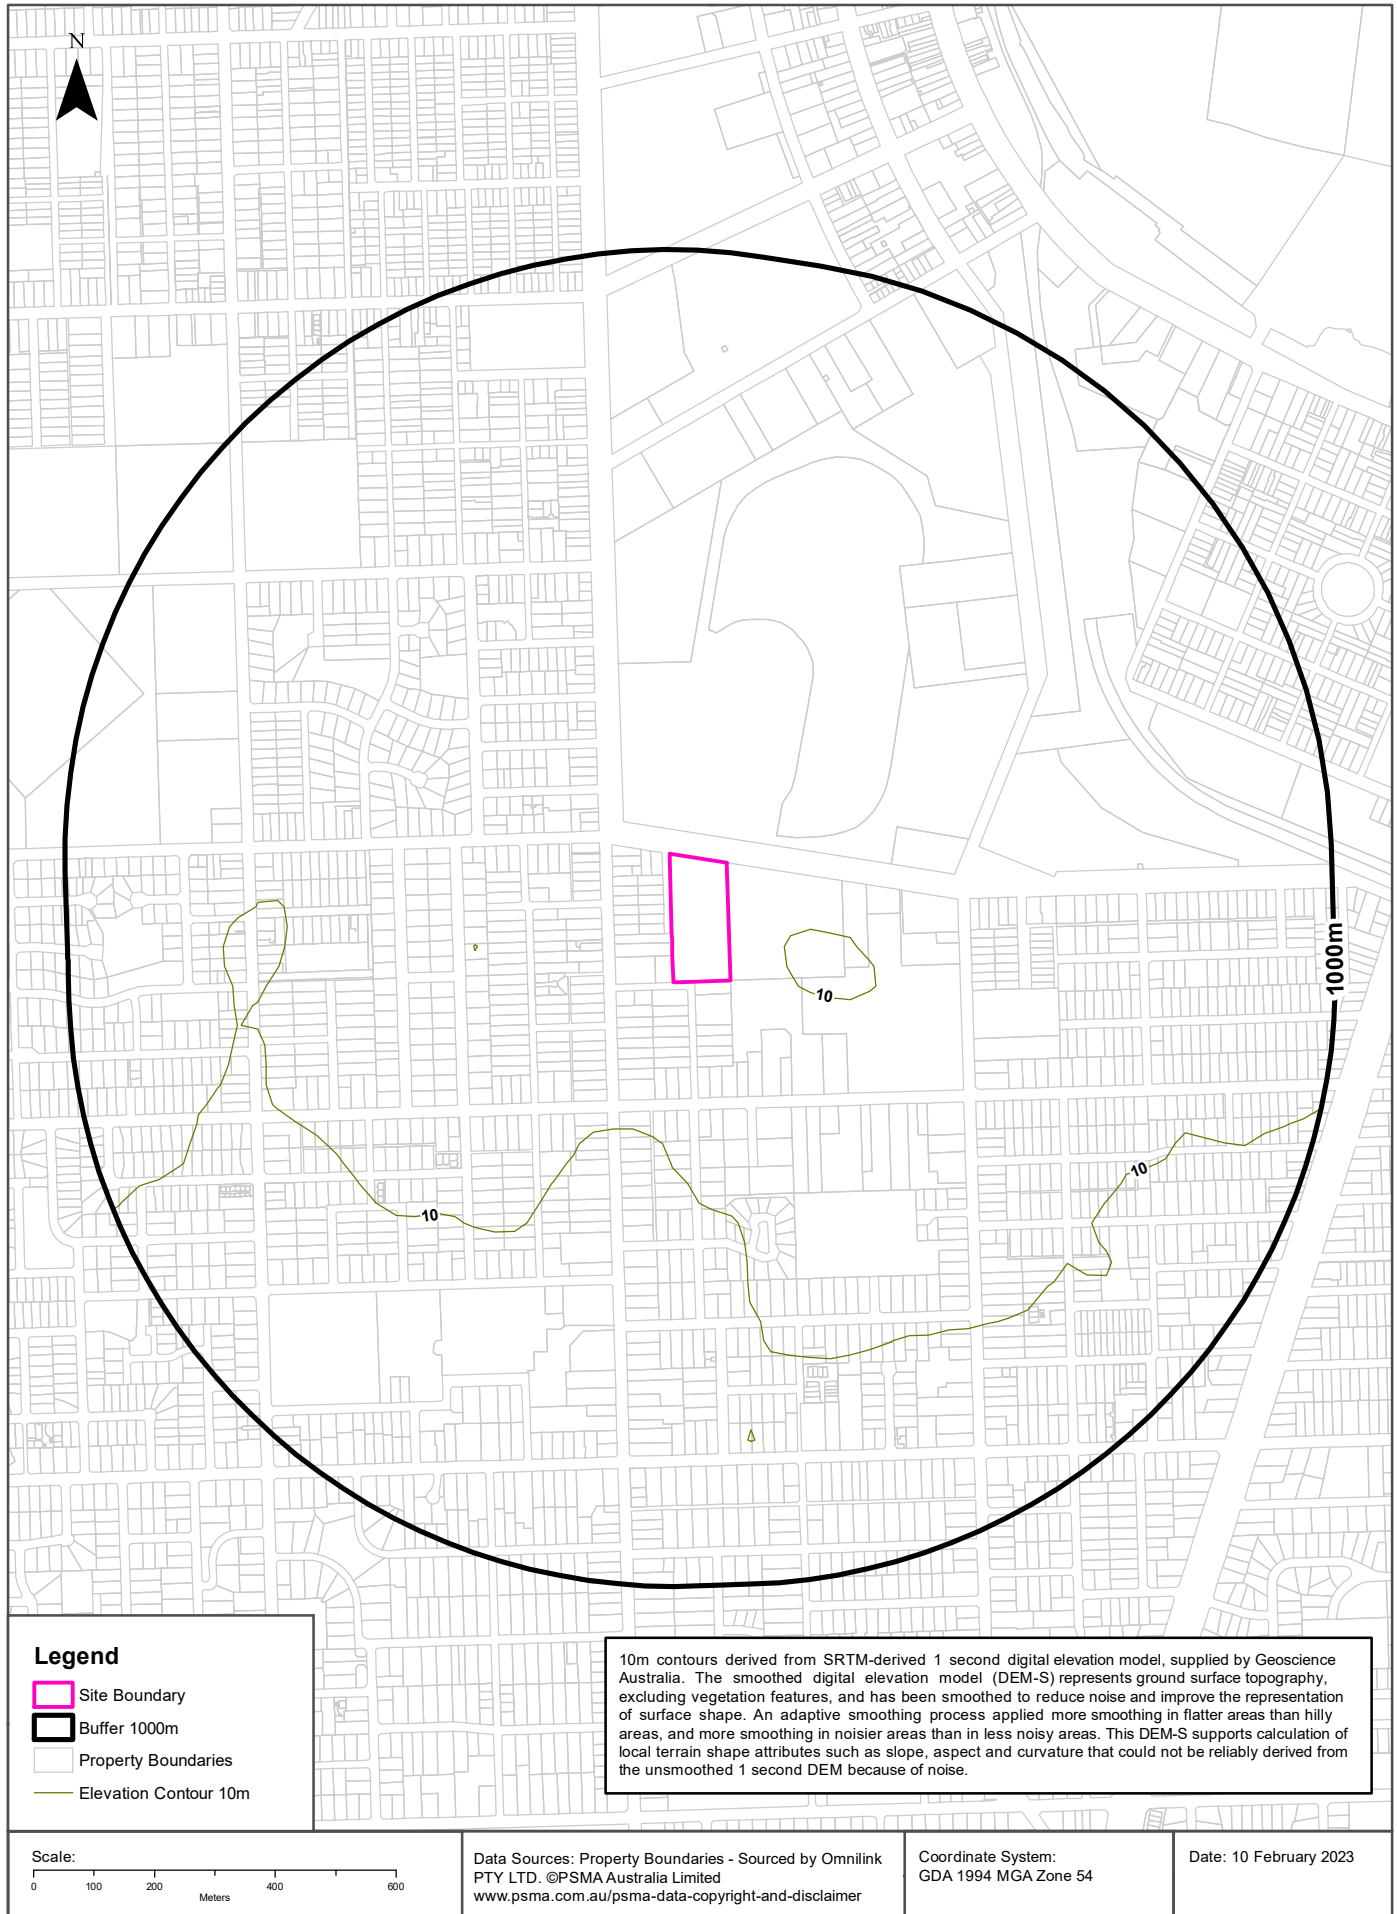 N
1000m
10
10
10
Legend
Site Boundary
Buffer 1000m
Property Boundaries
Elevation Contour 10m
10m contours derived from SRTM-derived 1 second digital elevation model, supplied by Geoscience
Australia. The smoothed digital elevation model (DEM-S) represents ground surface topography,
excluding vegetation features, and has been smoothed to reduce noise and improve the representation
of surface shape. An adaptive smoothing process applied more smoothing in flatter areas than hilly
areas, and more smoothing in noisier areas than in less noisy areas. This DEM-S supports calculation of
local terrain shape attributes such as slope, aspect and curvature that could not be reliably derived from
the unsmoothed 1 second DEM because of noise.
Scale:
0 100 200 400 600
Meters
Data Sources: Property Boundaries - Sourced by Omnilink
PTY LTD. ©PSMA Australia Limited
www.psma.com.au/psma-data-copyright-and-disclaimer
Coordinate System:
GDA 1994 MGA Zone 54
Date: 10 February 2023